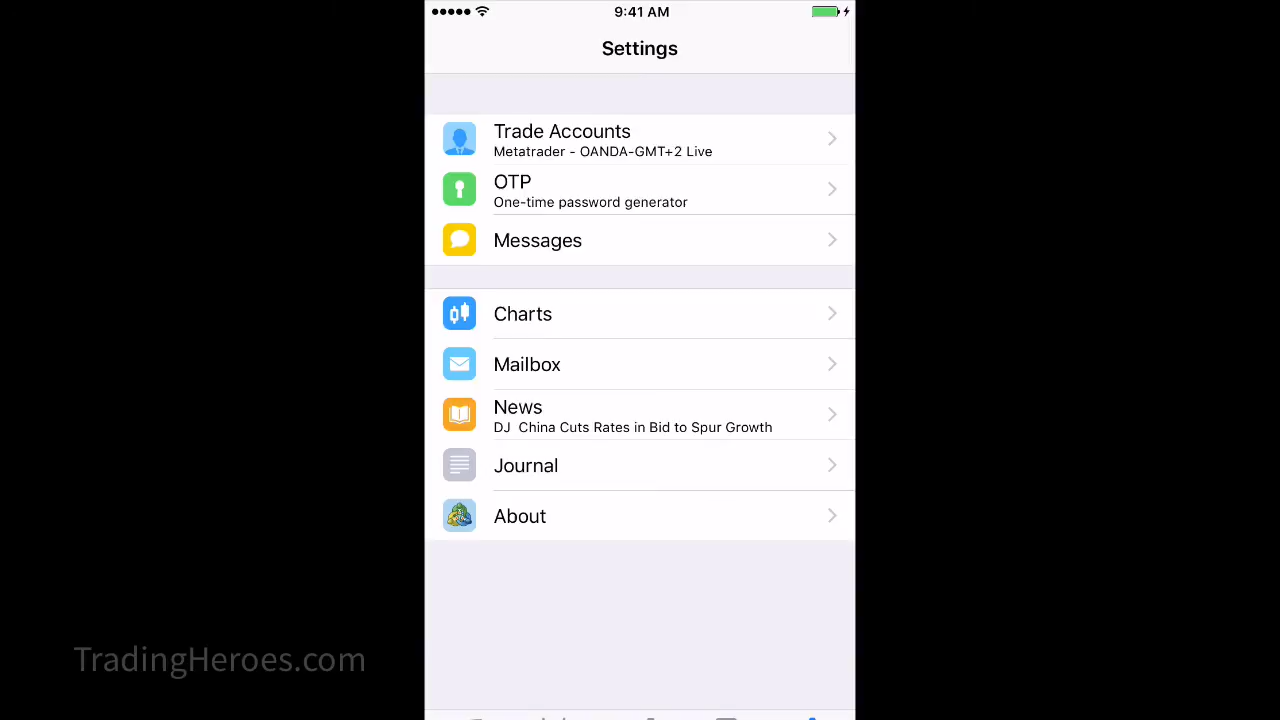 9:41 AM
Settings
Trade Accounts
Metatrader - OANDA-GMT+2 Live
OTP
One-time password generator
Messages
Charts
Mailbox
News
DJ  China Cuts Rates in Bid to Spur Growth
Journal
About
TradingHeroes.com